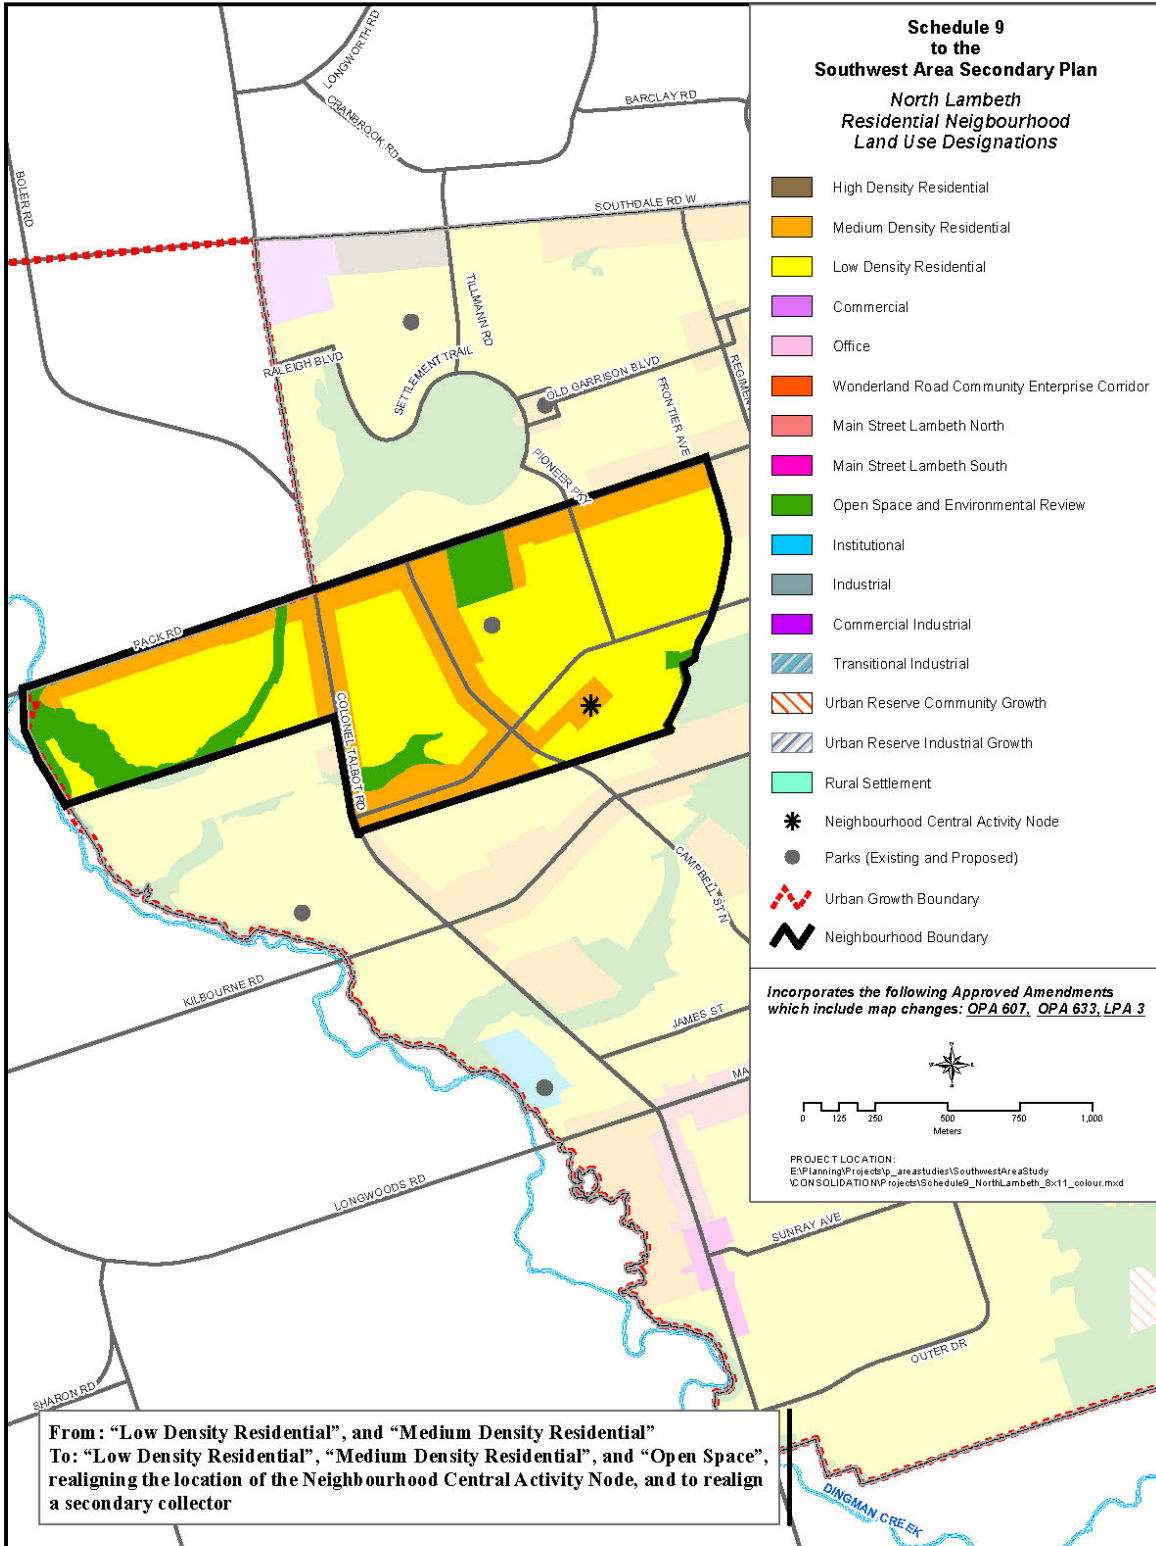 Schedule 9
to the
Southwest Area Secondary Plan
North Lambeth
Residential Neigbourhood
Land Use Designations
High Density Residential
Medium Density Residential
Low Density Residential
Commercial
Office
Wonderland Road Community Enterprise Corridor
Main Street Lambeth North
Main Street Lambeth South
Open Space and Environmental Review
Institutional
Industrial
Commercial Industrial
Transitional Industrial
Urban Reserve Community Growth
Urban Reserve Industrial Growth
Rural Settlement
Neighbourhood Central Activity Node
Parks (Existing and Proposed)
Urban Growth Boundary
Neighbourhood Boundary
Incorporates the following Approved Amendments
which include map changes: OPA 607, OPA 633, LPA 3
N
W E
S
0 125 250 500 750 1,000
Meters
PROJECT LOCATION:
E:\Planning\Projects\p_areastudies\SouthwestAreaStudy
\CONSOLIDATION\Projects\Schedule9_NorthLambeth_8x11_colour.mxd
LONGWORTH RD
CRANBROOK RD
BARCLAY RD
BOLER RD
SOUTHDALE RD W
TILLMANN RD
RALEIGH BLVD
SETTLEMENT TRAIL
OLD GARRISON BLVD
REGIMEN
FRONTIER AVE
PIONEER PKY
PACK RD
COLONEL TALBOT RD
CAMPBELL ST N
KILBOURNE RD
JAMES ST
MA
LONGWOODS RD
SUNRAY AVE
OUTER DR
SHARON RD
DINGMAN CREEK
From: “Low Density Residential”, and “Medium Density Residential”
To: “Low Density Residential”, “Medium Density Residential”, and “Open Space”,
realigning the location of the Neighbourhood Central Activity Node, and to realign
a secondary collector